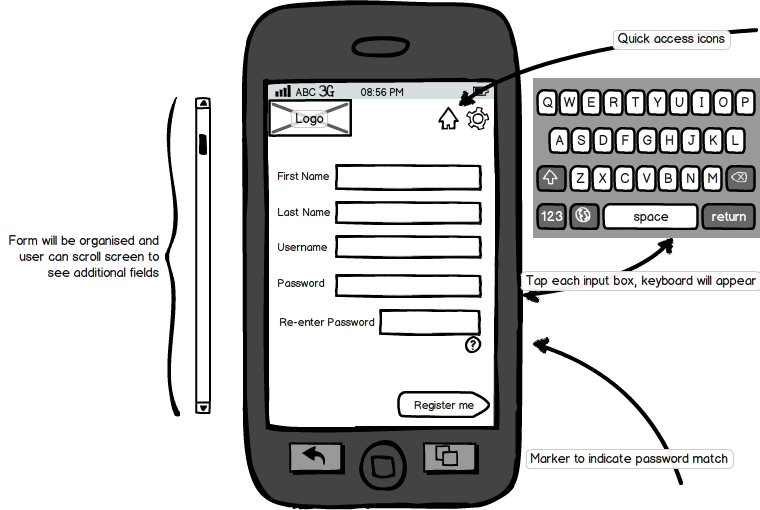 Quick access icons
ABC 3G 08:56 PM
Logo
Q W E R T Y U I O P
A S D F G H J K L
Z X C V B N M
123 space return
First Name
Last Name
Username
Password
Re-enter Password
?
Register me
Form will be organised and
user can scroll screen to
see additional fields
Tap each input box, keyboard will appear
Marker to indicate password match